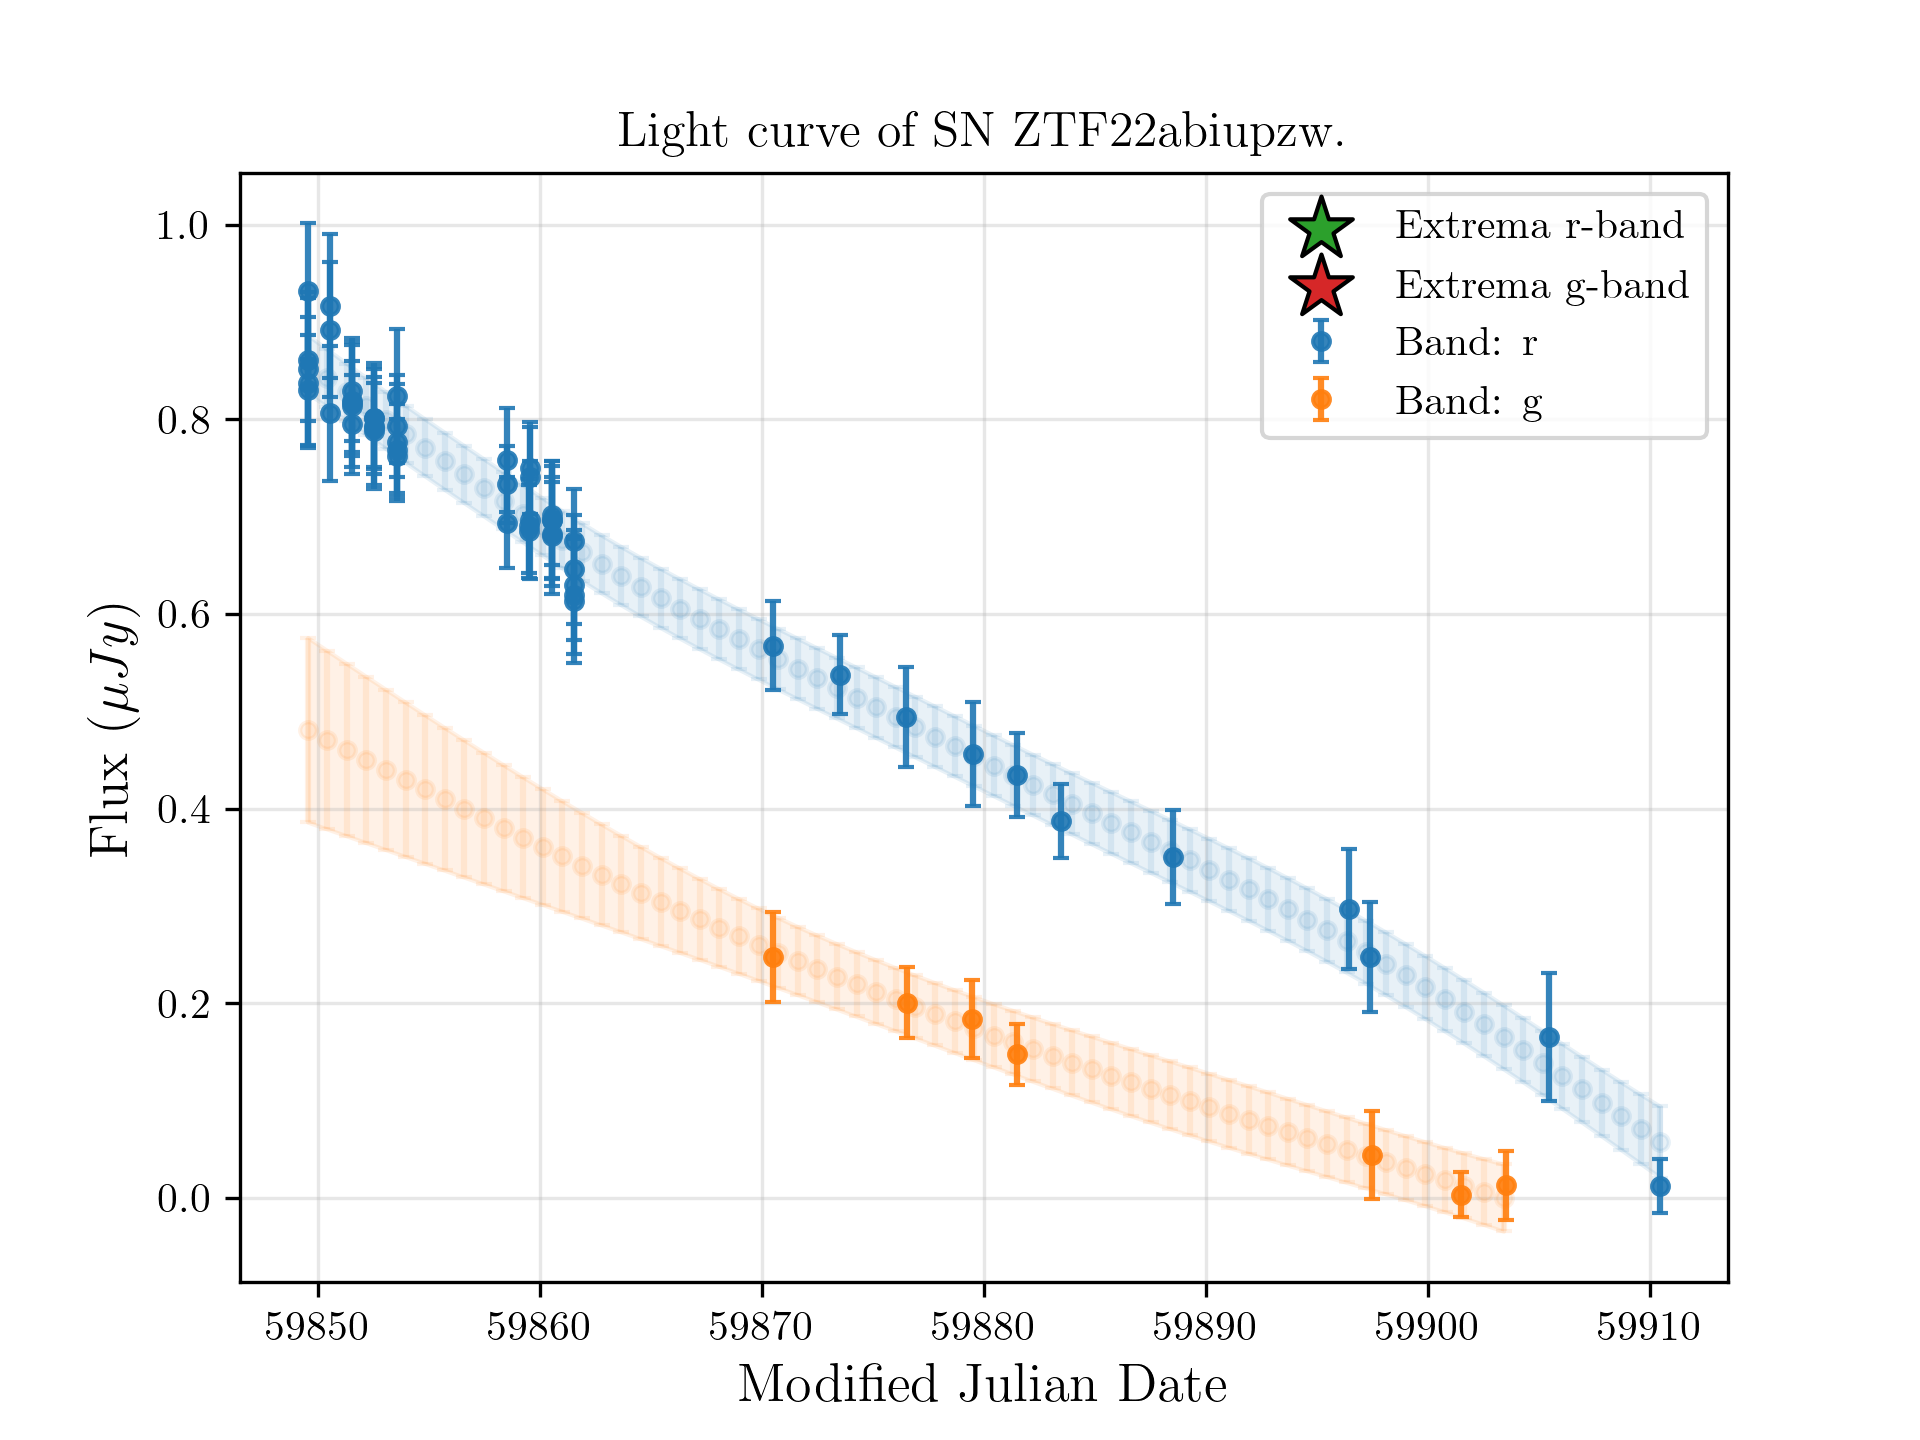 Light curve of SN ZTF22abiupzw.
Extrema r-band
Extrema g-band
Band: r
Band: g
1.0
0.8
0.6
0.4
0.2
0.0
Flux (μJy)
59850 59860 59870 59880 59890 59900 59910
Modified Julian Date